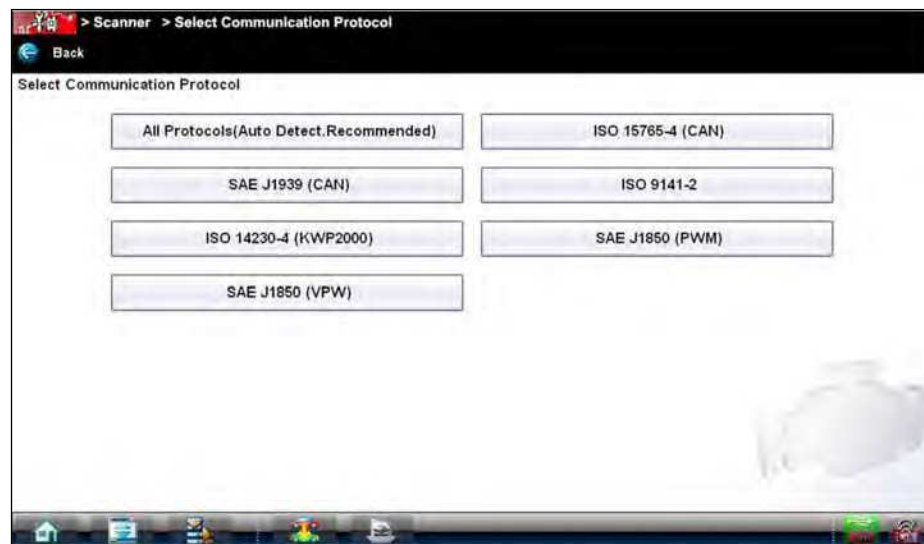 > Scanner > Select Communication Protocol
Back
Select Communication Protocol
All Protocols(Auto Detect.Recommended)
ISO 15765-4 (CAN)
SAE J1939 (CAN)
ISO 9141-2
ISO 14230-4 (KWP2000)
SAE J1850 (PWM)
SAE J1850 (VPW)